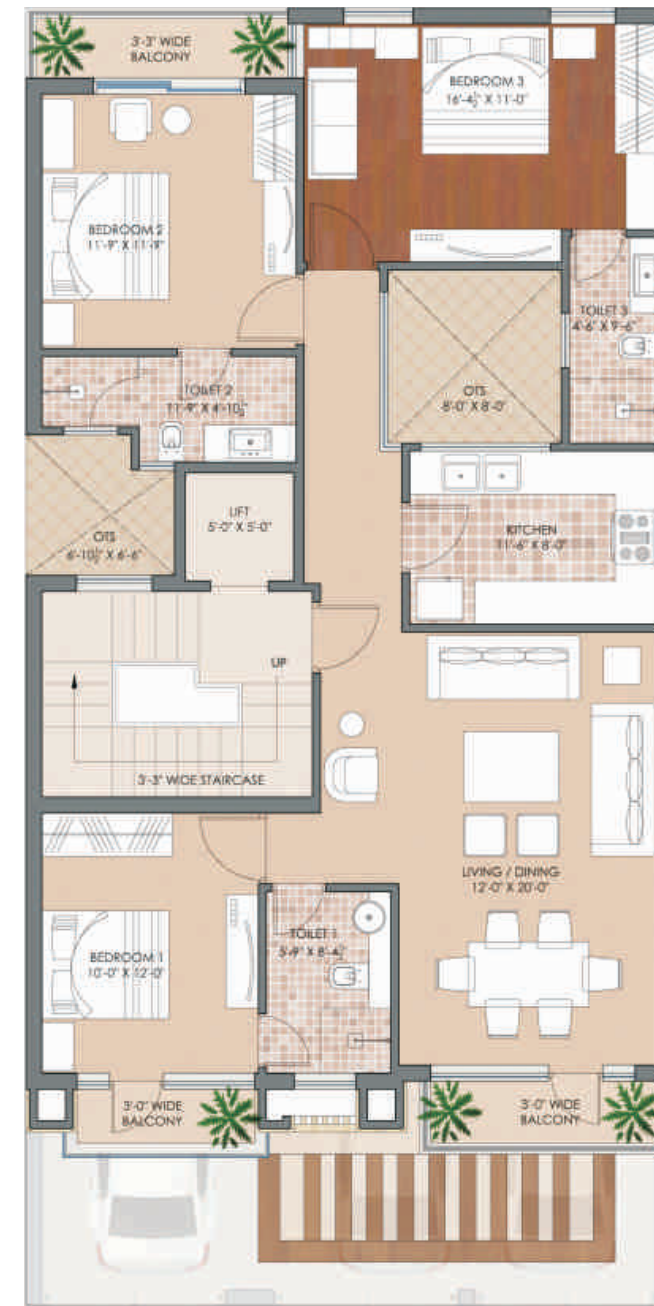 3'-3" WIDE
BALCONY
BEDROOM 3
16'-4½" X 11'-0"
BEDROOM 2
11'-9" X 11'-9"
TOILET 3
4'-6" X 9'-6"
TOILET 2
11'-9" X 4'-10½"
OTS
8'-0" X 8'-0"
LIFT
5'-0" X 5'-0"
KITCHEN
11'-6" X 8'-0"
OTS
6'-10½" X 6'-6"
UP
3'-3" WIDE STAIRCASE
LIVING / DINING
12'-0" X 20'-0"
TOILET 1
5'-9" X 8'-4½"
BEDROOM 1
10'-0" X 12'-0"
3'-0" WIDE
BALCONY
3'-0" WIDE
BALCONY